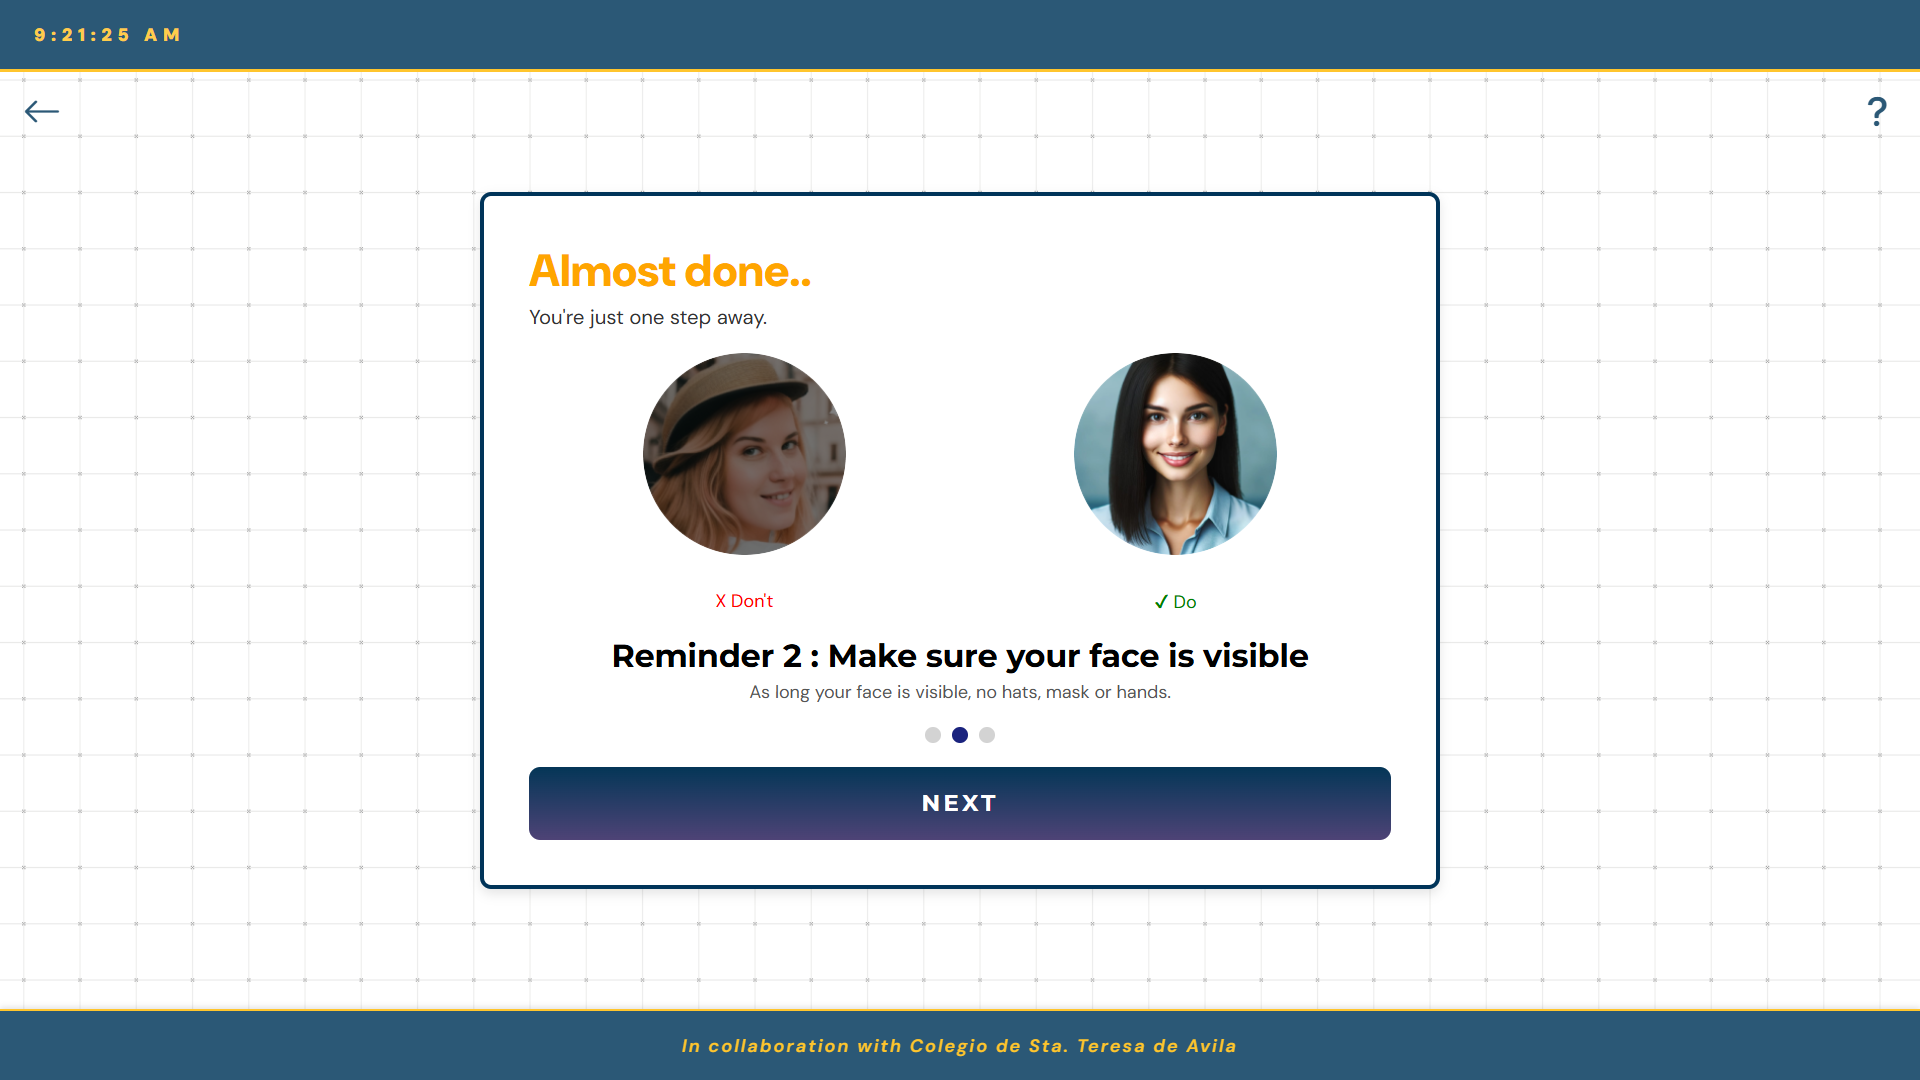 9:21:25 AM
?
Almost done..
You're just one step away.
X Don't
✓ Do
Reminder 2 : Make sure your face is visible
As long your face is visible, no hats, mask or hands.
NEXT
In collaboration with Colegio de Sta. Teresa de Avila